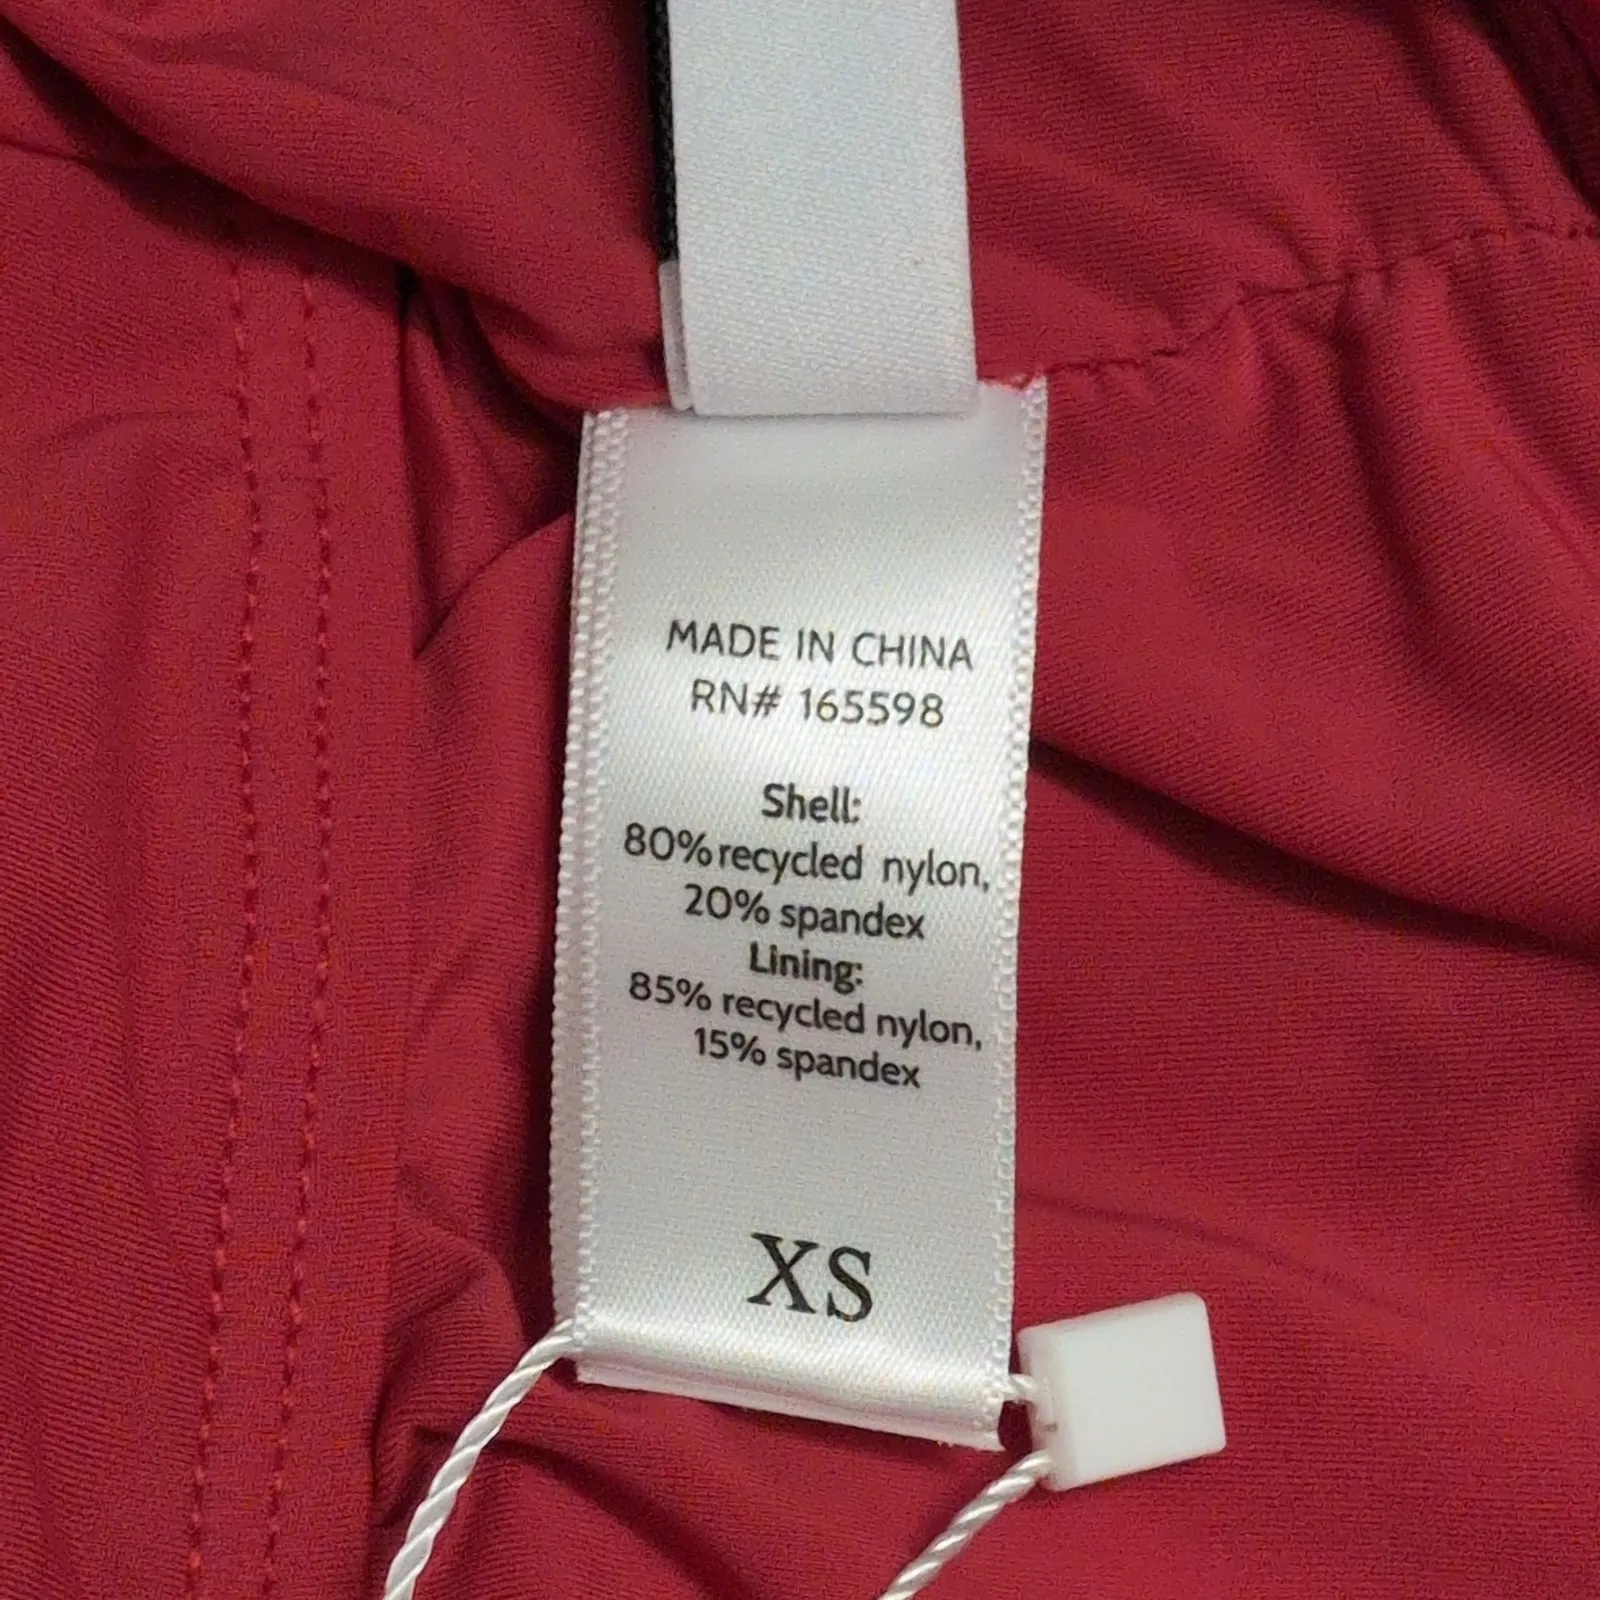 MADE IN CHINA
RN# 165598
Shell:
80% recycled nylon,
20% spandex
Lining:
85% recycled nylon,
15% spandex
XS